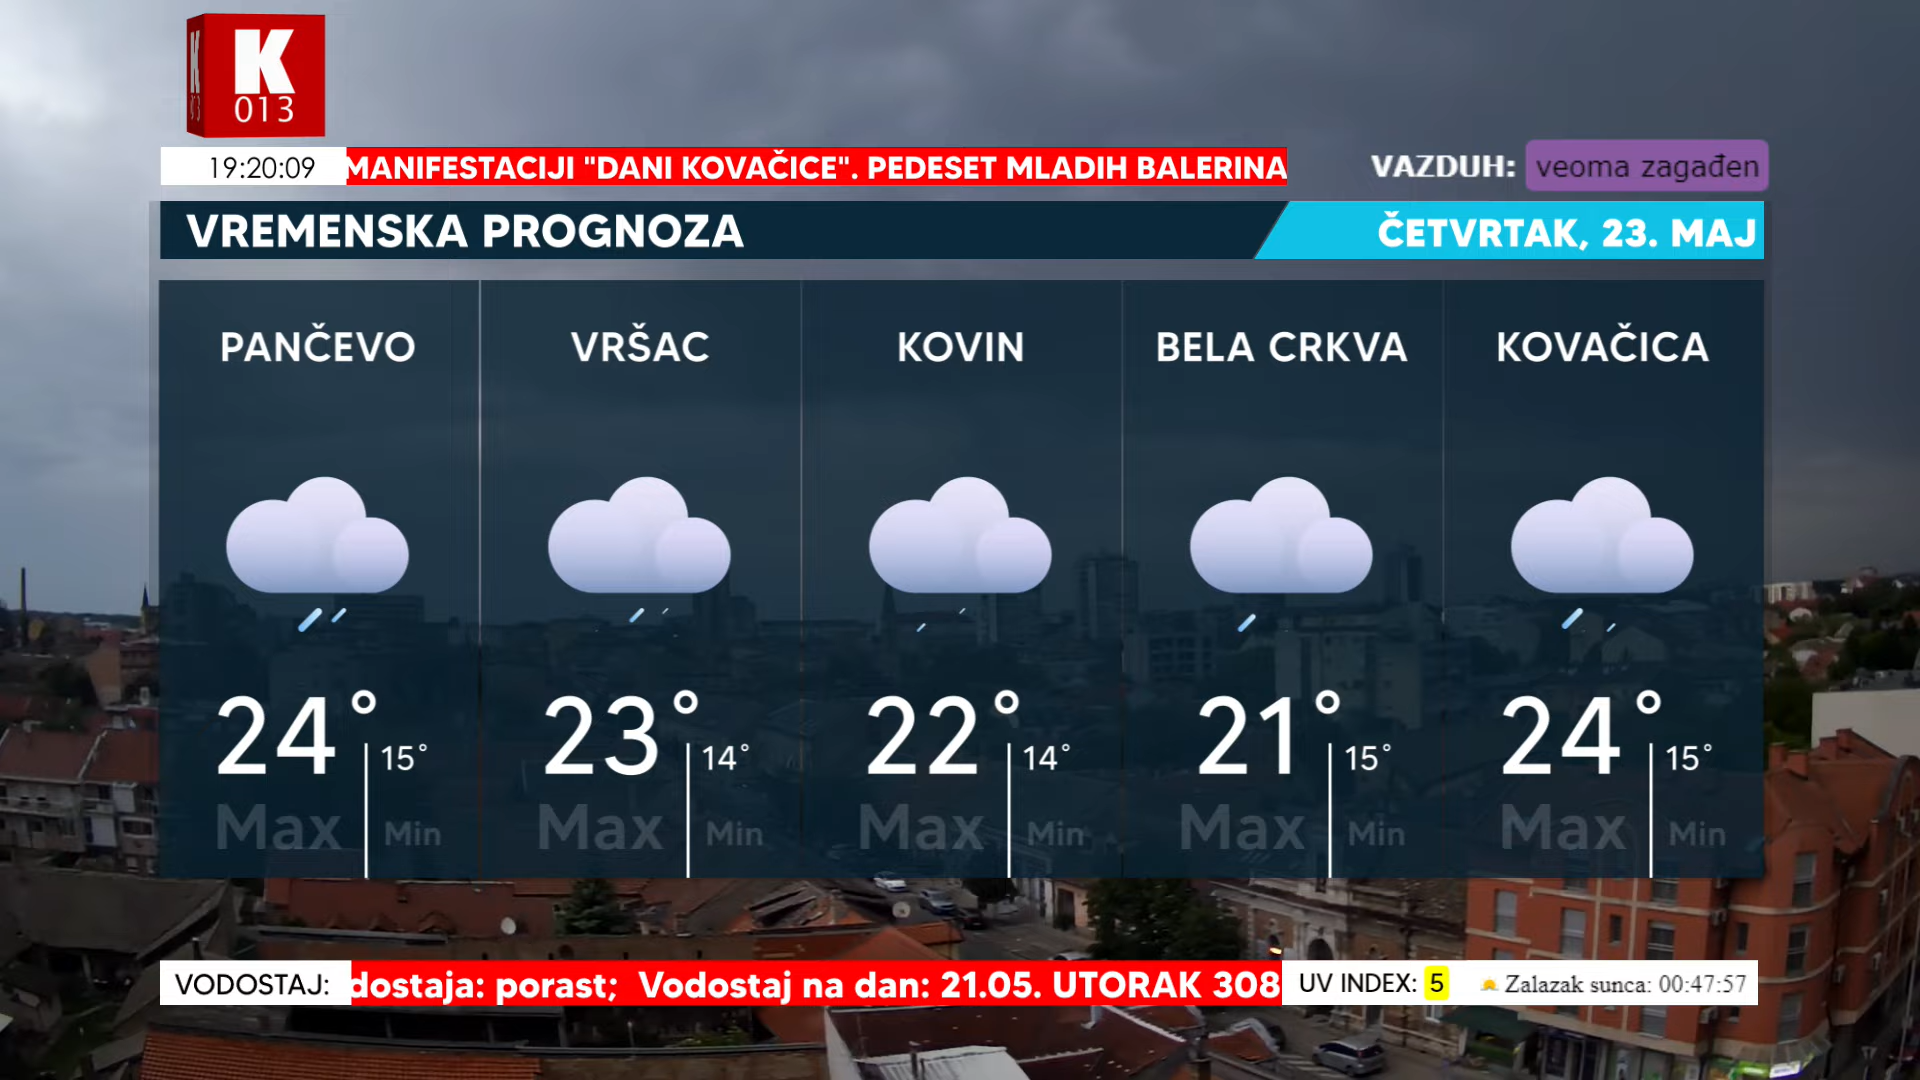 K
013
19:20:09 MANIFESTACIJI "DANI KOVAČICE". PEDESET MLADIH BALERINA
VAZDUH: veoma zagađen
VREMENSKA PROGNOZA
ČETVRTAK, 23. MAJ
PANČEVO
24°
15°
Max
Min
VRŠAC
23°
14°
Max
Min
KOVIN
22°
14°
Max
Min
BELA CRKVA
21°
15°
Max
Min
KOVAČICA
24°
15°
Max
Min
VODOSTAJ: dostaja: porast; Vodostaj na dan: 21.05. UTORAK 308
UV INDEX: 5
Zalazak sunca: 00:47:57